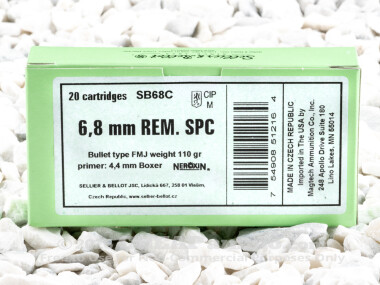 Sellier & Bellot
20 cartridges SB68C CIP
M
6,8 mm REM. SPC
Bullet type FMJ weight 110 gr
primer: 4,4 mm Boxer NEROXIN
SELLIER & BELLOT JSC, Lidická 667, 258 01 Vlašim,
Czech Republic, www.sellier-bellot.cz
7 54908 51216 4
MADE IN CZECH REPUBLIC
Imported in The USA by
Magtech Ammunition Co., Inc.
248 Apollo Drive Suite 180
Lino Lakes, MN 55014